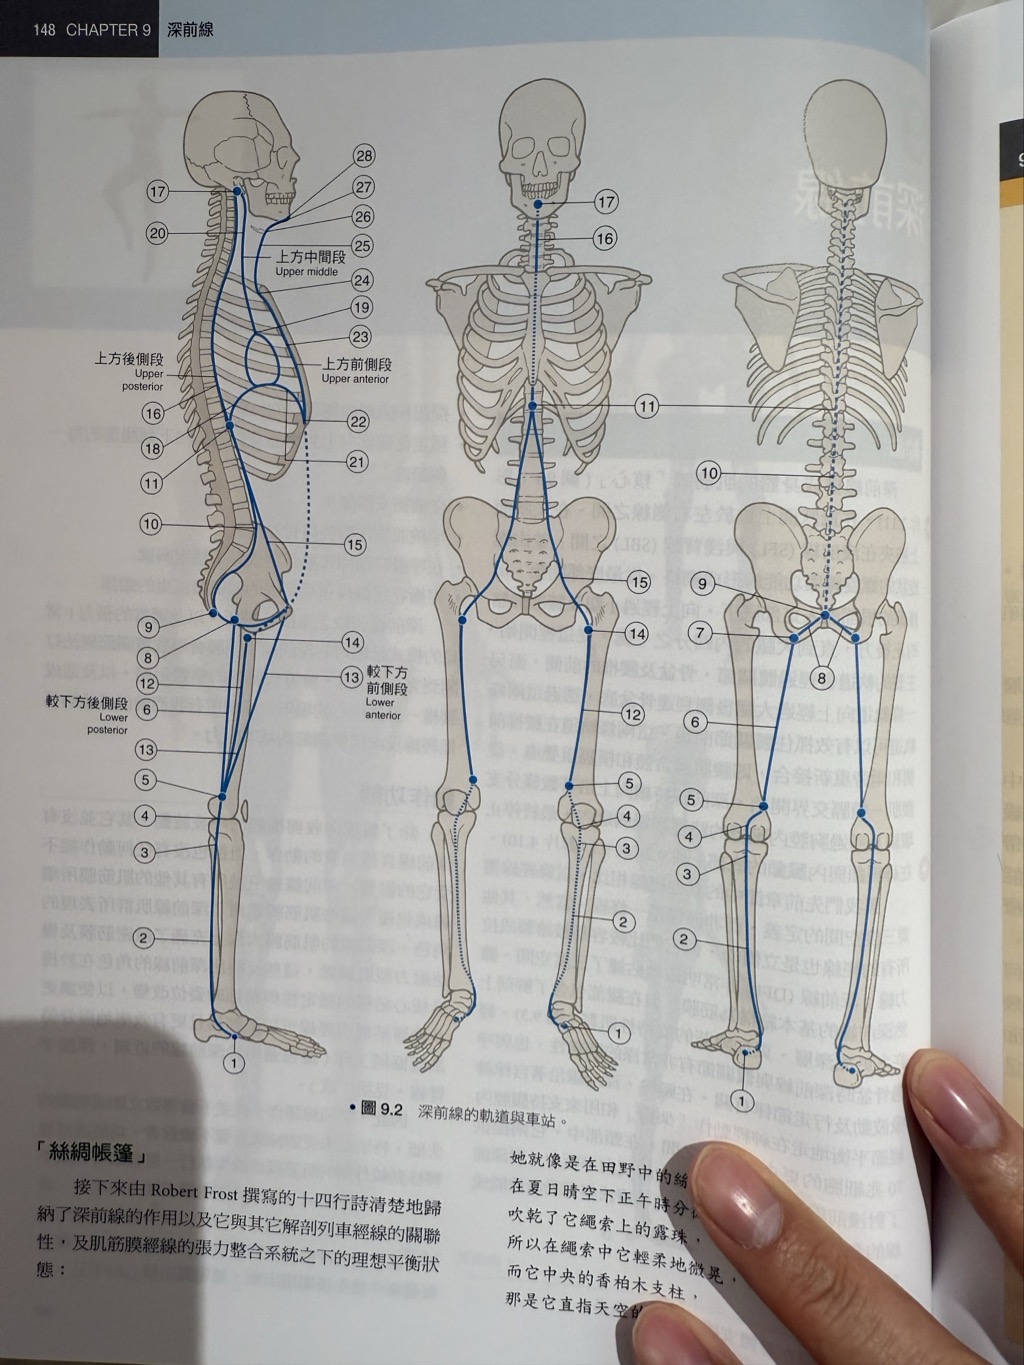 148 CHAPTER 9 深前線
28
17
27
26
20
25
上方中間段
Upper middle
24
19
23
上方後側段
Upper
posterior
上方前側段
Upper anterior
16
22
18
21
11
10
15
9
14
8
13
較下方
前側段
Lower
anterior
12
較下方後側段
Lower
posterior
6
13
5
4
3
2
1
17
16
11
15
14
12
5
4
3
2
1
10
9
7
8
6
5
4
3
2
1
• 圖 9.2 深前線的軌道與車站。
「絲綢帳篷」
接下來由 Robert Frost 撰寫的十四行詩清楚地歸
納了深前線的作用以及它與其它解剖列車經線的關聯
性，及肌筋膜經線的張力整合系統之下的理想平衡狀
態：
她就像是在田野中的絲
在夏日晴空下正午時分
吹乾了它繩索上的露珠，
所以在繩索中它輕柔地微晃，
而它中央的香柏木支柱，
那是它直指天空的